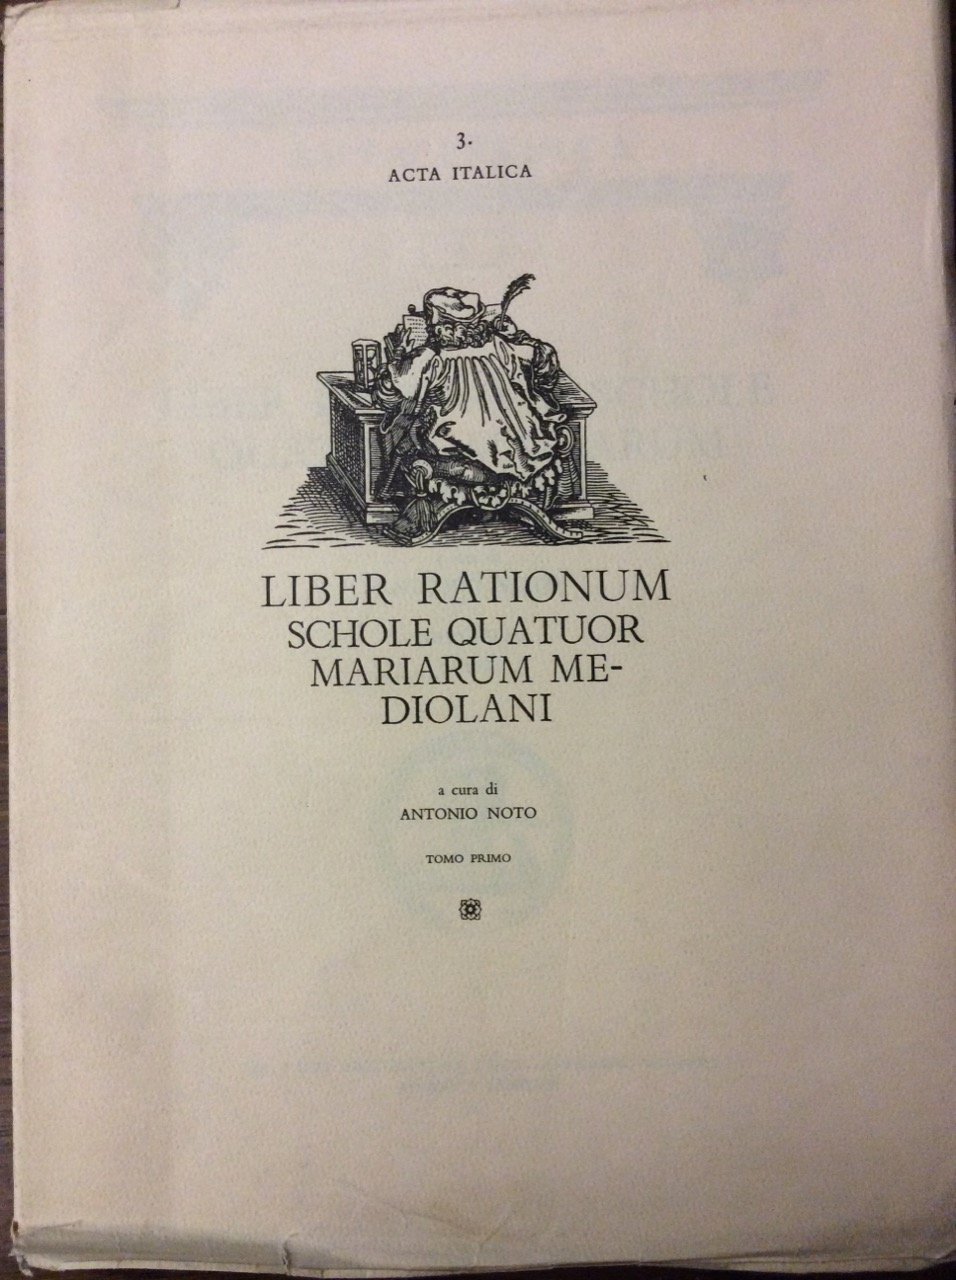 3.
ACTA ITALICA
LIBER RATIONUM
SCHOLE QUATUOR
MARIARUM ME-
DIOLANI
a cura di
ANTONIO NOTO
TOMO PRIMO